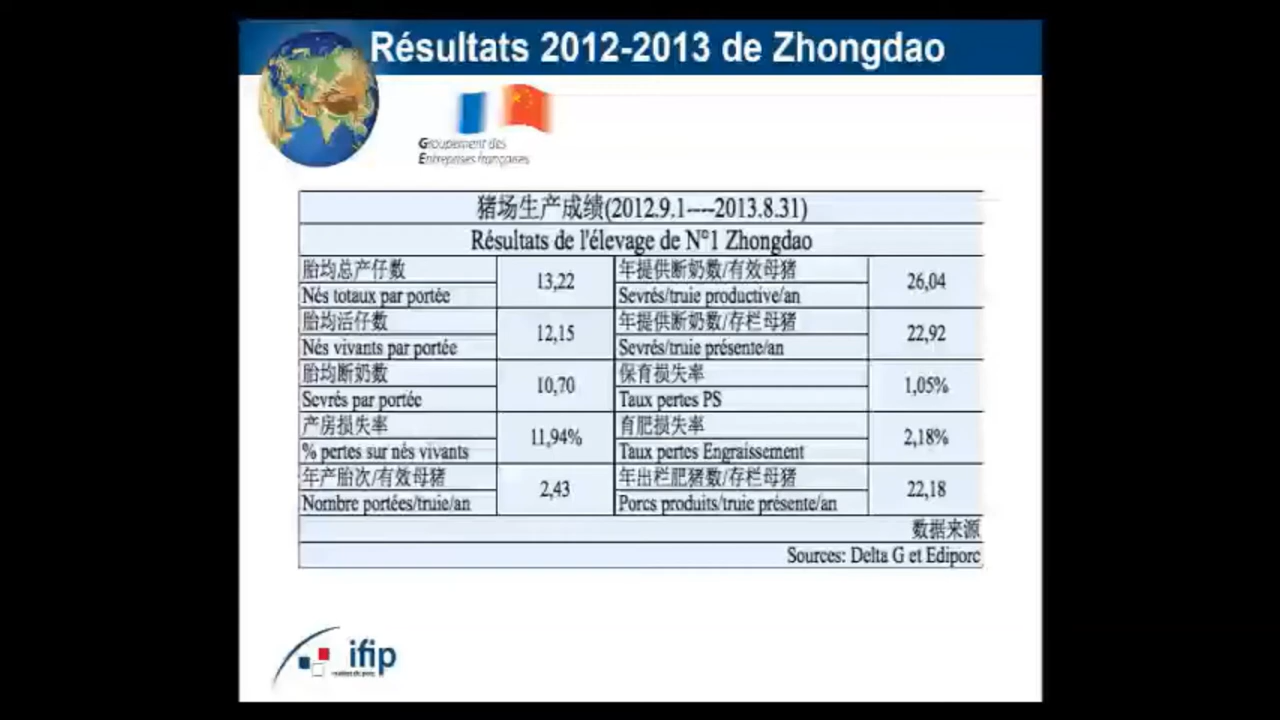 Résultats 2012-2013 de Zhongdao
Groupement des
Entreprises françaises
猪场生产成绩(2012.9.1----2013.8.31)
Résultats de l'élevage de N°1 Zhongdao
胎均总产仔数
Nés totaux par portée
13,22
年提供断奶数/有效母猪
Sevrés/truie productive/an
26,04
胎均活仔数
Nés vivants par portée
12,15
年提供断奶数/存栏母猪
Sevrés/truie présente/an
22,92
胎均断奶数
Sevrés par portée
10,70
保育损失率
Taux pertes PS
1,05%
产房损失率
% pertes sur nés vivants
11,94%
育肥损失率
Taux pertes Engraissement
2,18%
年产胎次/有效母猪
Nombre portées/truie/an
2,43
年出栏肥猪数/存栏母猪
Porcs produits/truie présente/an
22,18
数据来源
Sources: Delta G et Ediporc
ifip